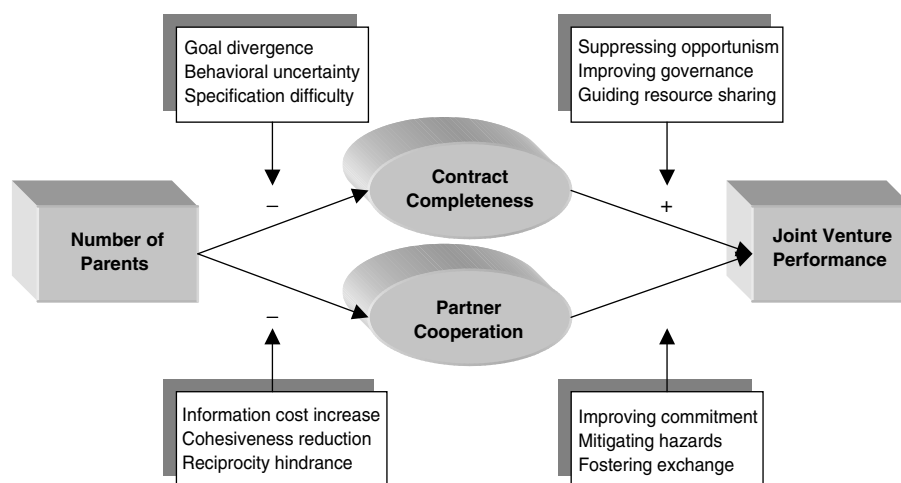 Goal divergence
Behavioral uncertainty
Specification difficulty
Suppressing opportunism
Improving governance
Guiding resource sharing
−
Contract
Completeness
+
Number of
Parents
Joint Venture
Performance
−
Partner
Cooperation
Information cost increase
Cohesiveness reduction
Reciprocity hindrance
Improving commitment
Mitigating hazards
Fostering exchange